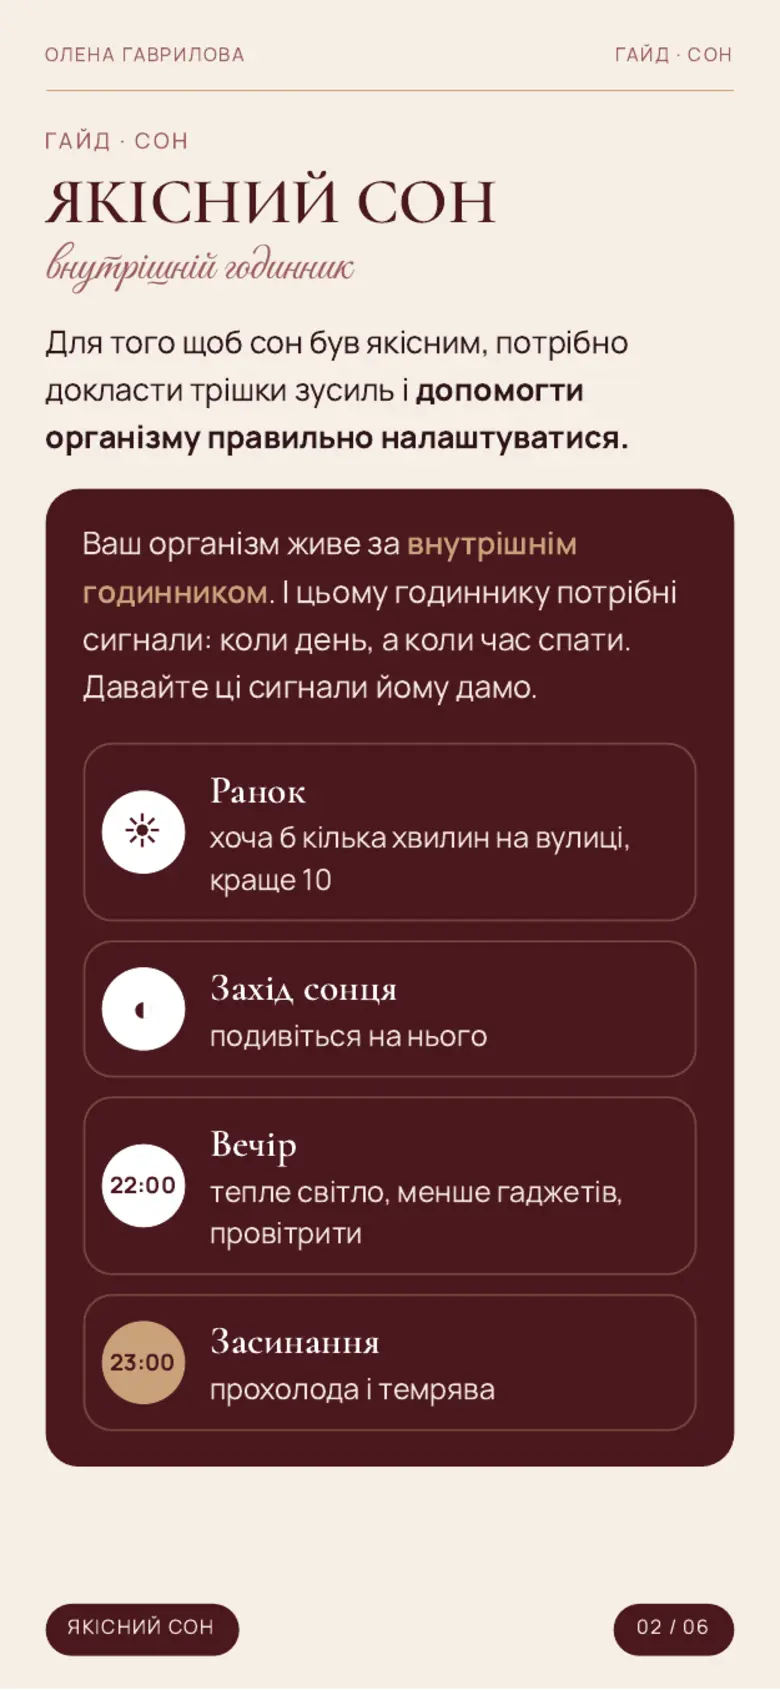 ОЛЕНА ГАВРИЛОВА
ГАЙД · СОН
ГАЙД · СОН
ЯКІСНИЙ СОН
внутрішній годинник
Для того щоб сон був якісним, потрібно
докласти трішки зусиль і допомогти
організму правильно налаштуватися.
Ваш організм живе за внутрішнім
годинником. І цьому годиннику потрібні
сигнали: коли день, а коли час спати.
Давайте ці сигнали йому дамо.
Ранок
хоча б кілька хвилин на вулиці,
краще 10
Захід сонця
подивіться на нього
Вечір
22:00
тепле світло, менше гаджетів,
провітрити
Засинання
23:00
прохолода і темрява
ЯКІСНИЙ СОН
02 / 06